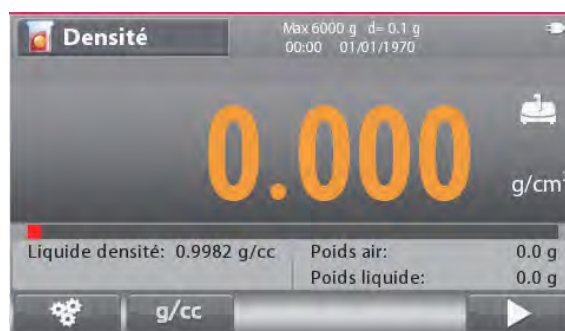 Densité
Max 6000 g d= 0.1 g
00:00 01/01/1970
0.000
g/cm³
Liquide densité: 0.9982 g/cc
Poids air: 0.0 g
Poids liquide: 0.0 g
g/cc